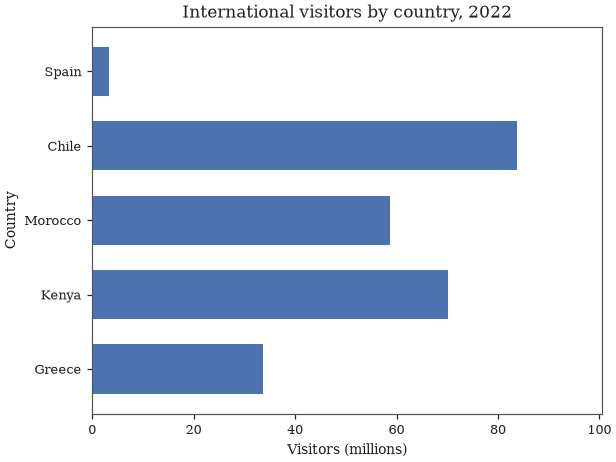 International visitors by country, 2022
Spain
Chile
Morocco
Kenya
Greece
Country
0 20 40 60 80 100
Visitors (millions)